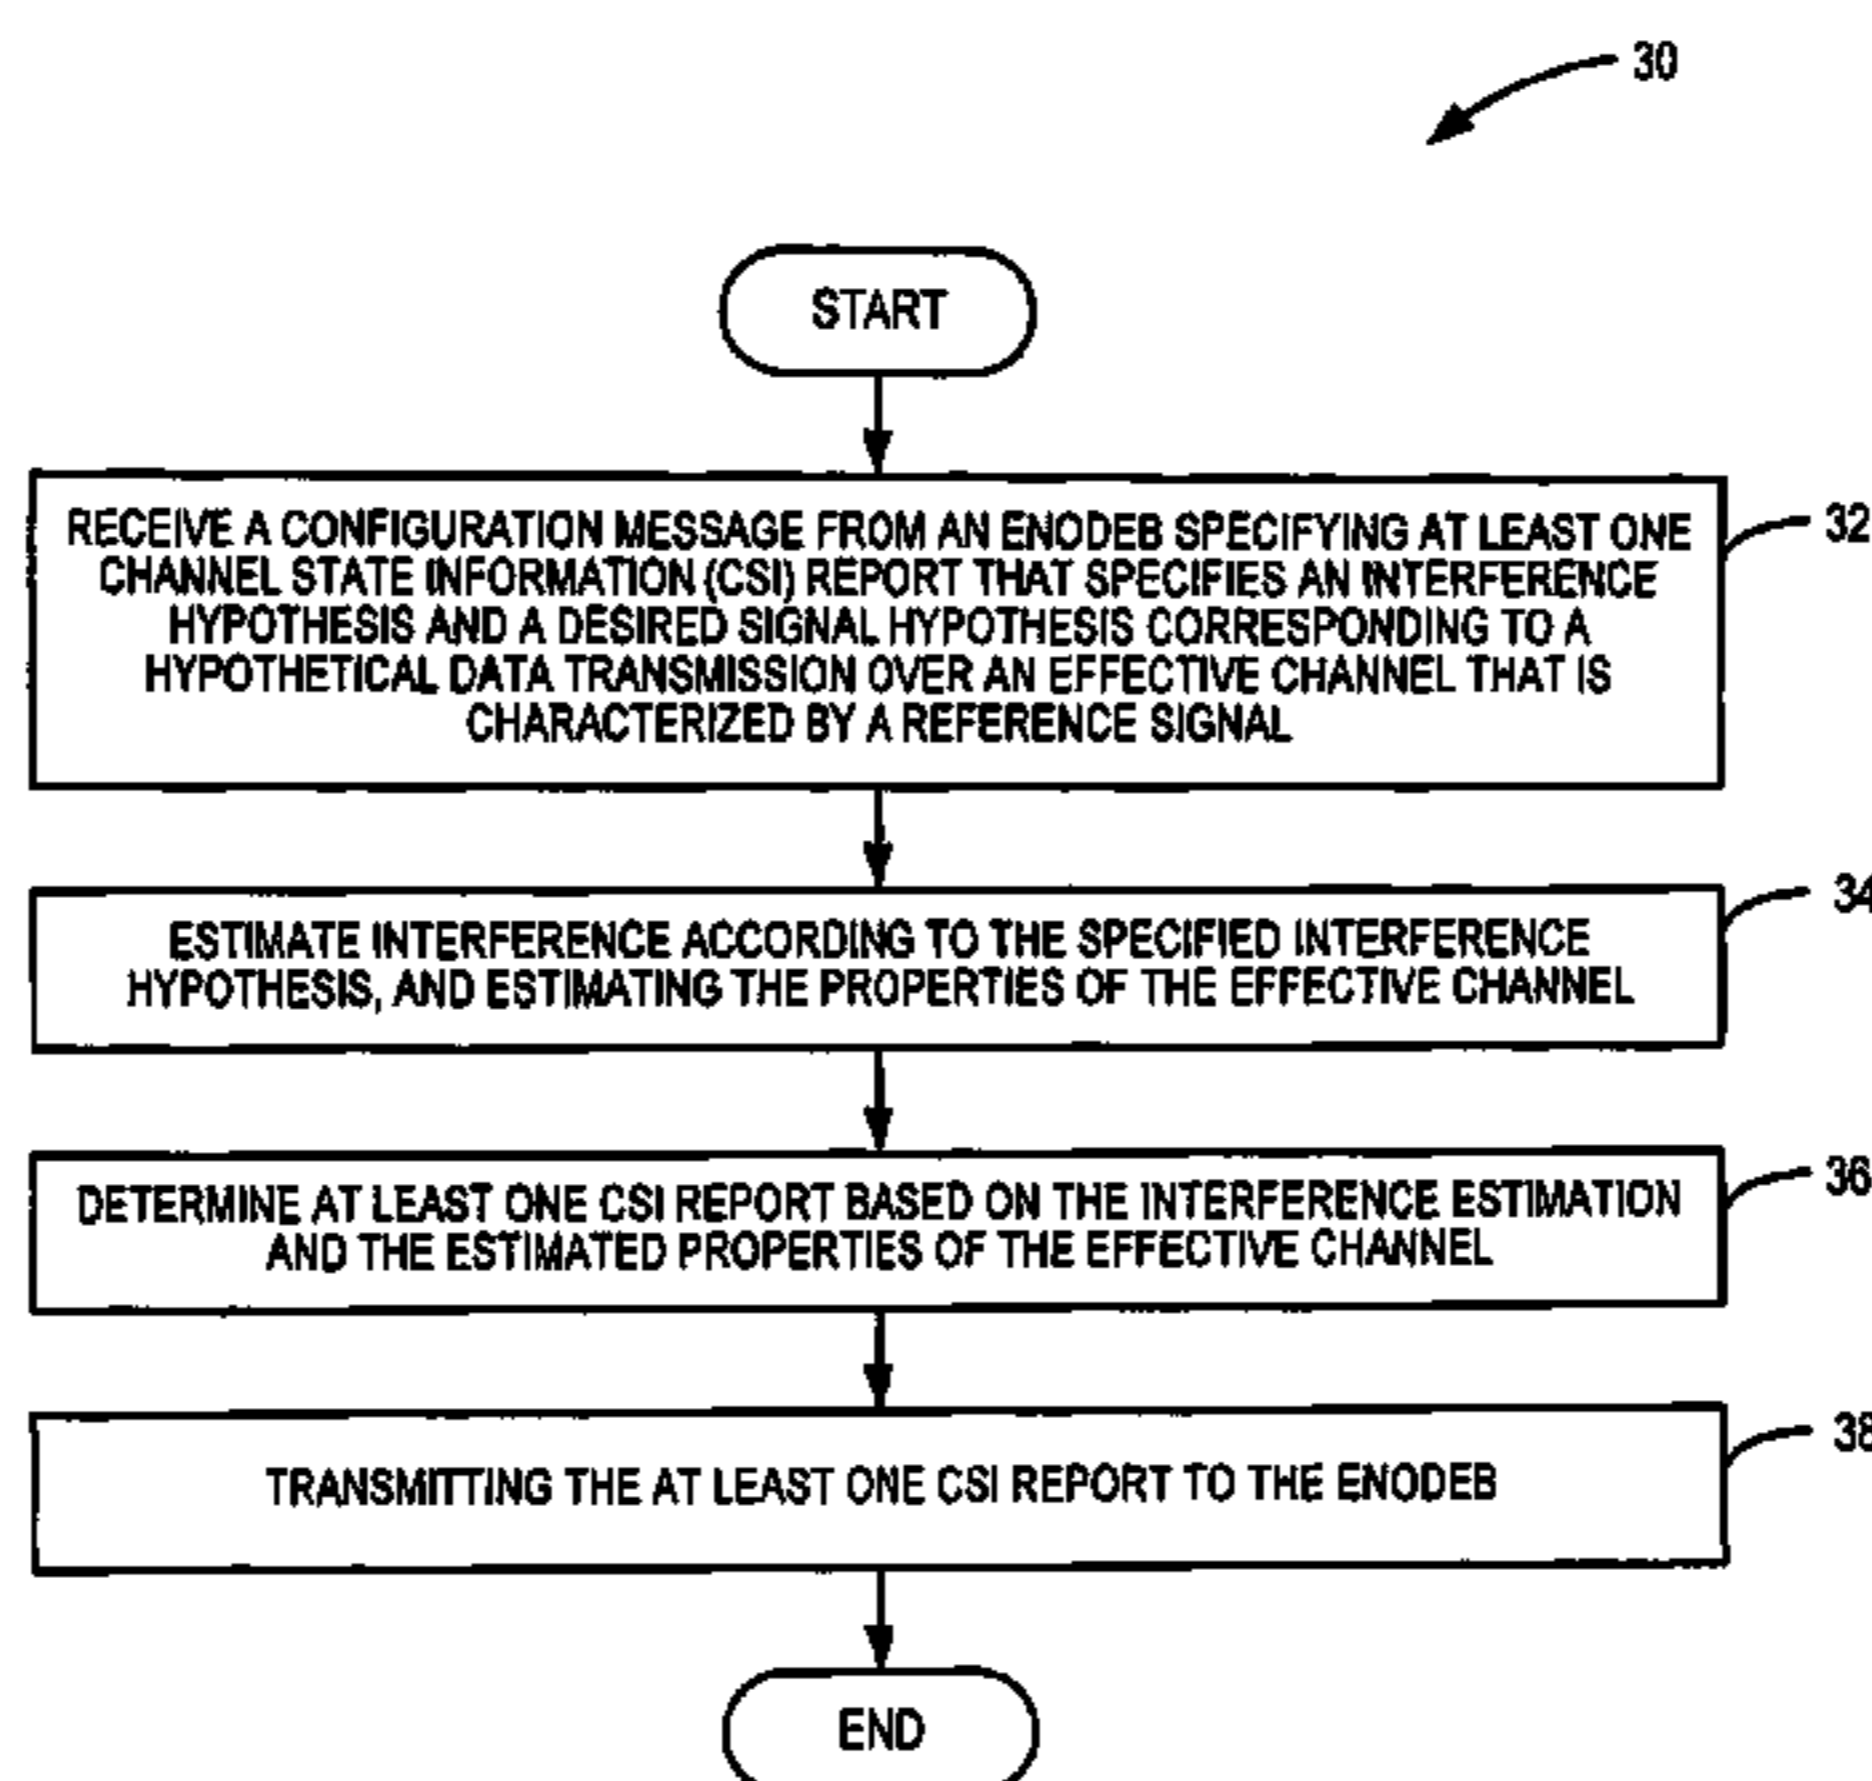 30
START
RECEIVE A CONFIGURATION MESSAGE FROM AN ENODEB SPECIFYING AT LEAST ONE
CHANNEL STATE INFORMATION (CSI) REPORT THAT SPECIFIES AN INTERFERENCE
HYPOTHESIS AND A DESIRED SIGNAL HYPOTHESIS CORRESPONDING TO A
HYPOTHETICAL DATA TRANSMISSION OVER AN EFFECTIVE CHANNEL THAT IS
CHARACTERIZED BY A REFERENCE SIGNAL
32
ESTIMATE INTERFERENCE ACCORDING TO THE SPECIFIED INTERFERENCE
HYPOTHESIS, AND ESTIMATING THE PROPERTIES OF THE EFFECTIVE CHANNEL
34
DETERMINE AT LEAST ONE CSI REPORT BASED ON THE INTERFERENCE ESTIMATION
AND THE ESTIMATED PROPERTIES OF THE EFFECTIVE CHANNEL
36
TRANSMITTING THE AT LEAST ONE CSI REPORT TO THE ENODEB
38
END